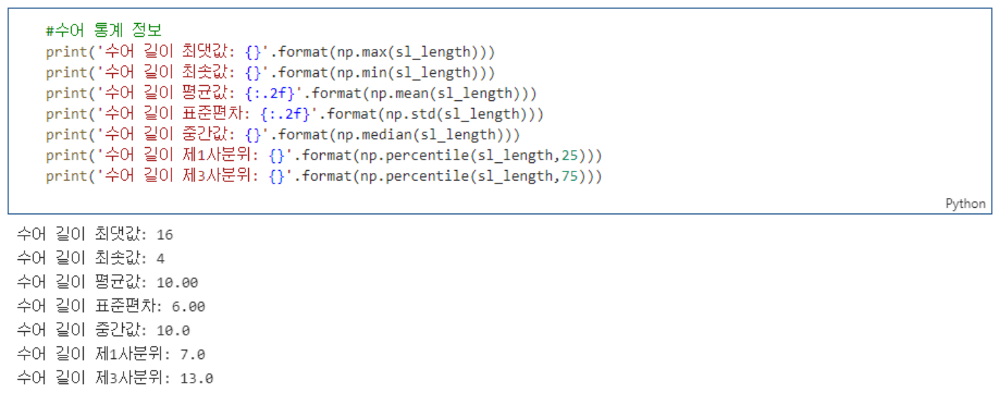 #수어 통계 정보
print('수어 길이 최댓값: {}'.format(np.max(sl_length)))
print('수어 길이 최솟값: {}'.format(np.min(sl_length)))
print('수어 길이 평균값: {:.2f}'.format(np.mean(sl_length)))
print('수어 길이 표준편차: {:.2f}'.format(np.std(sl_length)))
print('수어 길이 중간값: {}'.format(np.median(sl_length)))
print('수어 길이 제1사분위: {}'.format(np.percentile(sl_length,25)))
print('수어 길이 제3사분위: {}'.format(np.percentile(sl_length,75)))
Python
수어 길이 최댓값: 16
수어 길이 최솟값: 4
수어 길이 평균값: 10.00
수어 길이 표준편차: 6.00
수어 길이 중간값: 10.0
수어 길이 제1사분위: 7.0
수어 길이 제3사분위: 13.0